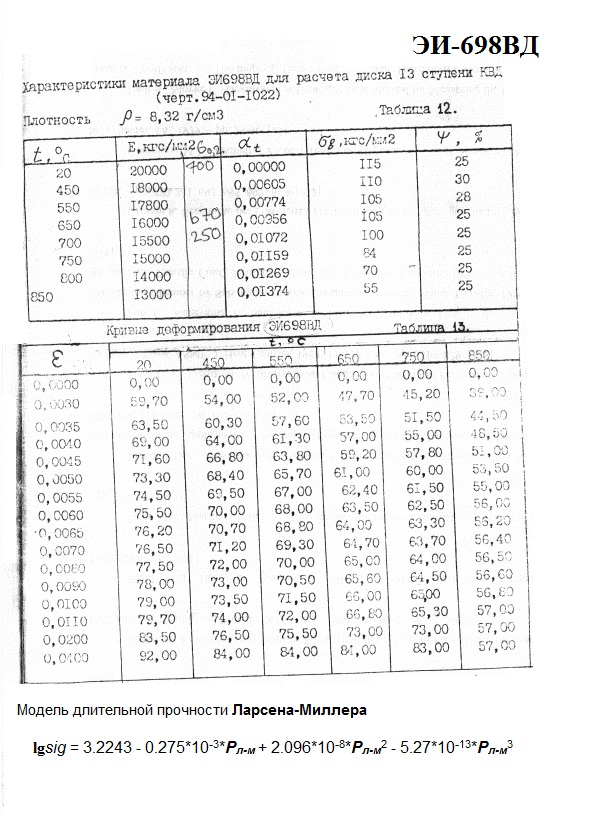 ЭИ-698ВД
Характеристики материала ЭИ698ВД для расчета диска I3 ступени КВД
(черт.94-0I-I022)
Плотность ρ = 8,32 г/см3 Таблица I2.
t,°C E,кгс/мм2 σ0,2 αt σв,кгс/мм2 Ψ, %
20 20000 400 0,00000 II5 25
450 I8000 0,00605 II0 30
550 I7800 0,00774 I05 28
650 I6000 670 0,00356 I05 25
700 I5500 250 0,0I072 I00 25
750 I5000 0,0I159 84 25
800 I4000 0,0I269 70 25
850 I3000 0,0I374 55 25
Кривые деформирования ЭИ698ВД Таблица I3.
ε t,°C
20 450 550 650 750 850
0,0000 0,00 0,00 0,00 0,00 0,00 0,00
0,0030 59,70 54,00 52,00 47,70 45,20 39,00
0,0035 63,50 60,30 57,60 53,50 51,50 44,50
0,0040 69,00 64,00 61,30 57,00 55,00 48,50
0,0045 71,60 66,80 63,80 59,20 57,80 51,00
0,0050 73,30 68,40 65,70 61,00 60,00 53,50
0,0055 74,50 69,50 67,00 62,40 61,50 55,00
0,0060 75,50 70,00 68,00 63,50 62,50 56,00
0,0065 76,20 70,70 68,80 64,00 63,30 56,20
0,0070 76,50 71,20 69,30 64,70 63,70 56,40
0,0080 77,50 72,00 70,00 65,00 64,00 56,50
0,0090 78,00 73,00 70,50 65,60 64,50 56,60
0,0100 79,00 73,50 71,50 66,00 65,00 56,80
0,0110 79,70 74,00 72,00 66,80 65,30 57,00
0,0200 83,50 76,50 75,50 73,00 73,00 57,00
0,0400 92,00 84,00 84,00 84,00 83,00 57,00
Модель длительной прочности Ларсена-Миллера
lgsig = 3.2243 - 0.275*10-3*Pл-м + 2.096*10-8*Pл-м2 - 5.27*10-13*Pл-м3